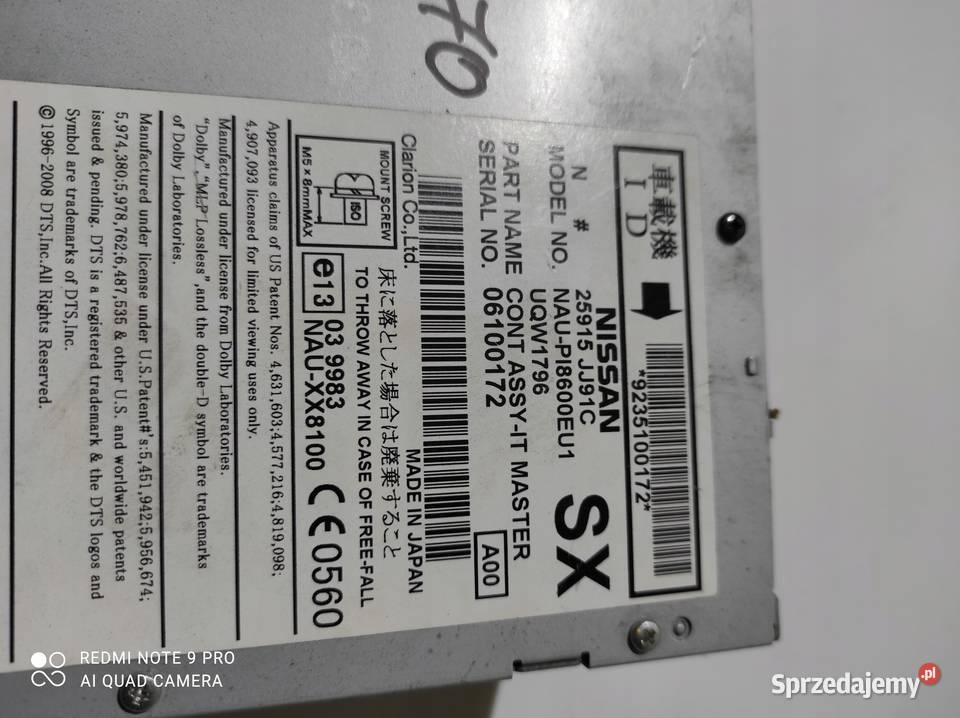 70
車載機
I D
*9235100172*
NISSAN
N # 25915 JJ91C
MODEL NO. NAU-PI8600EU1
SX
UQW1796
PART NAME CONT ASSY-IT MASTER
SERIAL NO. 06100172
A00
Clarion Co.,Ltd.
MADE IN JAPAN
MOUNT SCREW
ISO
M5×8mmMAX
床に落とした場合は廃棄すること
TO THROW AWAY IN CASE OF FREE-FALL
e13 03 9983
NAU-XX8100
CE0560
Apparatus claims of US Patent Nos. 4,631,603;4,577,216;4,819,098;
4,907,093 licensed for limited viewing uses only.
Manufactured under license from Dolby Laboratories.
"Dolby","MLP Lossless",and the double-D symbol are trademarks
of Dolby Laboratories.
Manufactured under license under U.S.Patent#'s:5,451,942;5,956,674;
5,974,380;5,978,762;6,487,535 & other U.S. and worldwide patents
issued & pending. DTS is a registered trademark & the DTS logos and
Symbol are trademarks of DTS,Inc.
©1996-2008 DTS,Inc.All Rights Reserved.
REDMI NOTE 9 PRO
AI QUAD CAMERA
Sprzedajemy.pl